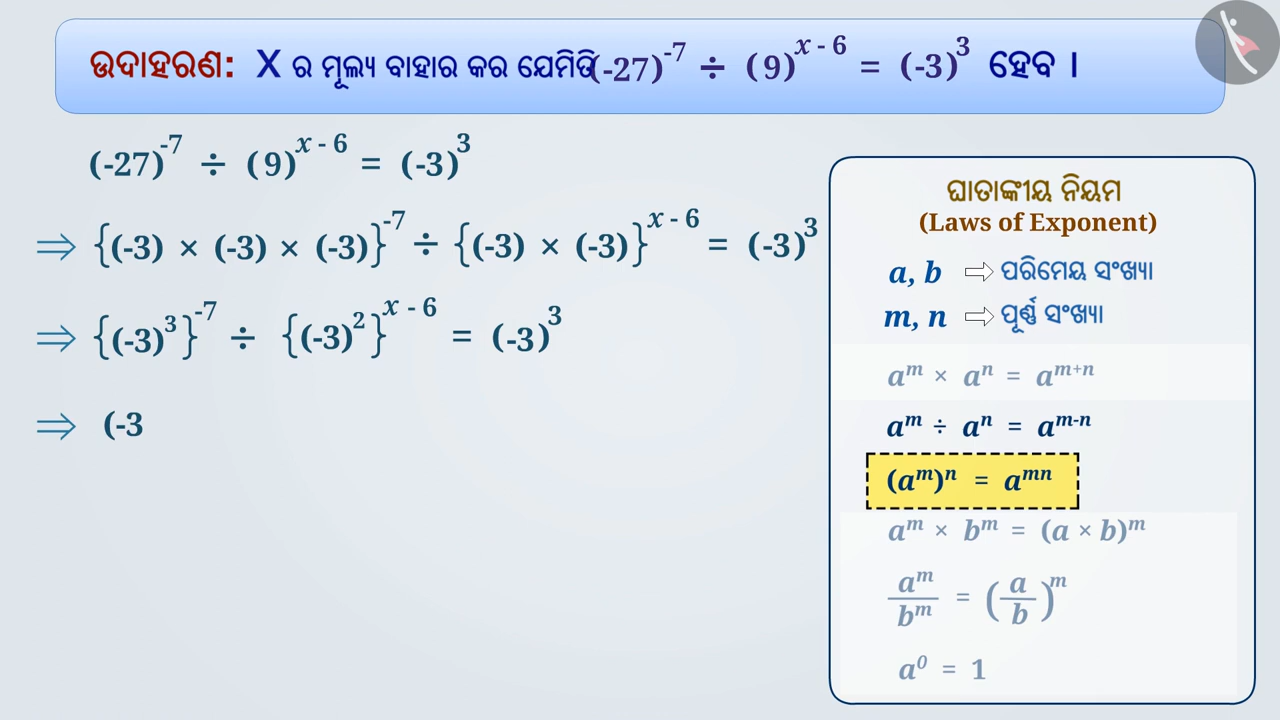 ଉଦାହରଣ: X ର ମୂଲ୍ୟ ବାହାର କର ଯେମିତି (-27)^-7 ÷ (9)^x - 6 = (-3)^3 ହେବ ।
(-27)^-7 ÷ (9)^x - 6 = (-3)^3
⇒ {(-3) × (-3) × (-3)}^-7 ÷ {(-3) × (-3)}^x - 6 = (-3)^3
⇒ {(-3)^3}^-7 ÷ {(-3)^2}^x - 6 = (-3)^3
⇒ (-3
ଘାତାଙ୍କୀୟ ନିୟମ
(Laws of Exponent)
a, b ⇨ ପରିମେୟ ସଂଖ୍ୟା
m, n ⇨ ପୂର୍ଣ୍ଣ ସଂଖ୍ୟା
a^m × a^n = a^m+n
a^m ÷ a^n = a^m-n
(a^m)^n = a^mn
a^m × b^m = (a × b)^m
a^m/b^m = (a/b)^m
a^0 = 1